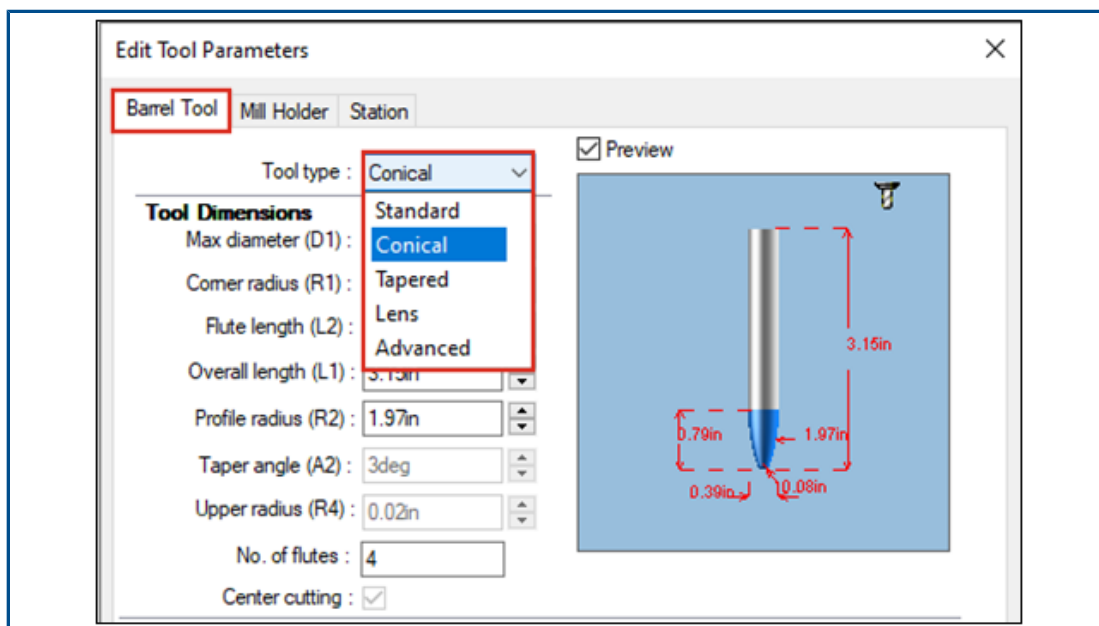 Edit Tool Parameters
Barrel Tool Mill Holder Station
Preview
Tool type : Conical
Standard
Conical
Tapered
Lens
Advanced
Tool Dimensions
Max diameter (D1) :
Corner radius (R1) :
Flute length (L2) :
Overall length (L1) : 3.15in
Profile radius (R2) : 1.97in
Taper angle (A2) : 3deg
Upper radius (R4) : 0.02in
No. of flutes : 4
Center cutting :
3.15in
0.79in
1.97in
0.39in
0.08in